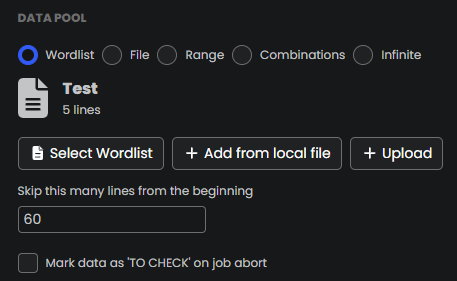 DATA POOL
Wordlist File Range Combinations Infinite
Test
5 lines
Select Wordlist + Add from local file + Upload
Skip this many lines from the beginning
60
Mark data as 'TO CHECK' on job abort